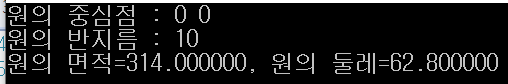 원의 중심점 : 0 0
원의 반지름 : 10
원의 면적=314.000000, 원의 둘레=62.800000